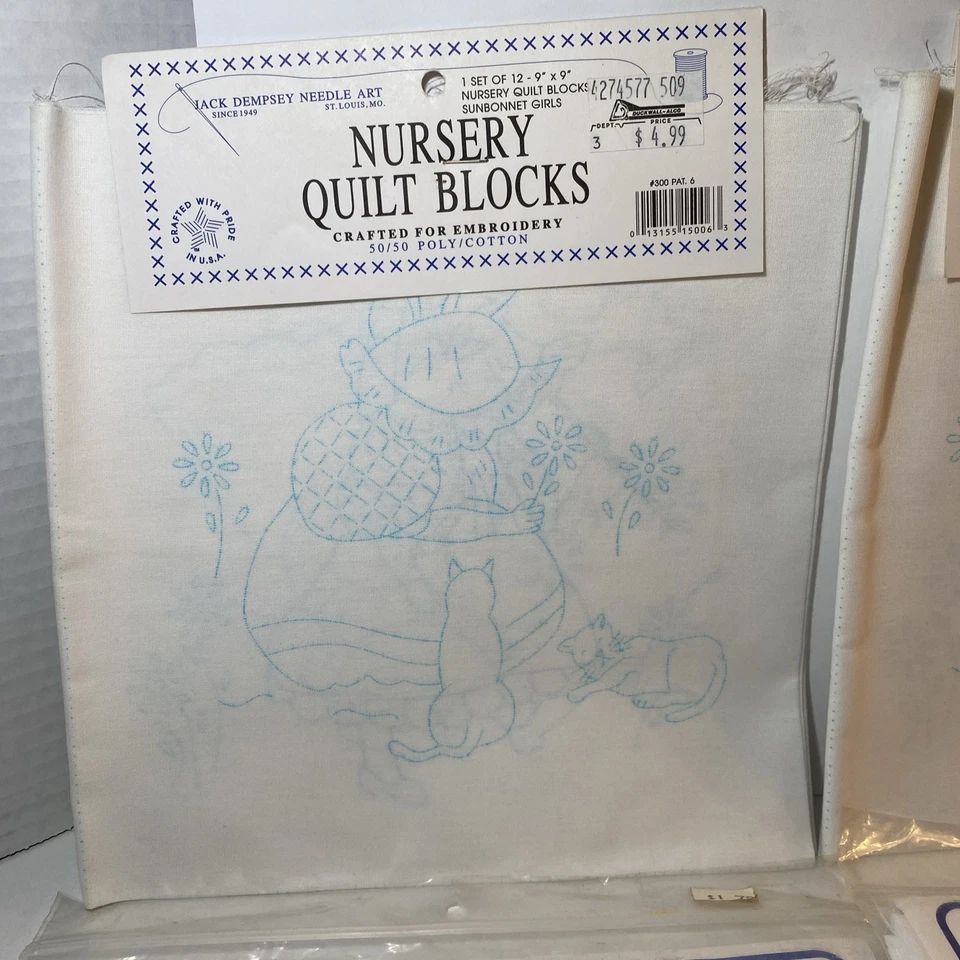 JACK DEMPSEY NEEDLE ART
SINCE 1949 ST. LOUIS, MO.
1 SET OF 12 - 9" x 9"
NURSERY QUILT BLOCKS
SUNBONNET GIRLS
4274577 509
DUCKWALL-ALCO
DEPT. PRICE
3 $ 4.99
NURSERY
QUILT BLOCKS
CRAFTED FOR EMBROIDERY
50/50 POLY/COTTON
CRAFTED WITH PRIDE
IN U.S.A.
#300 PAT. 6
0 13155 15006 3